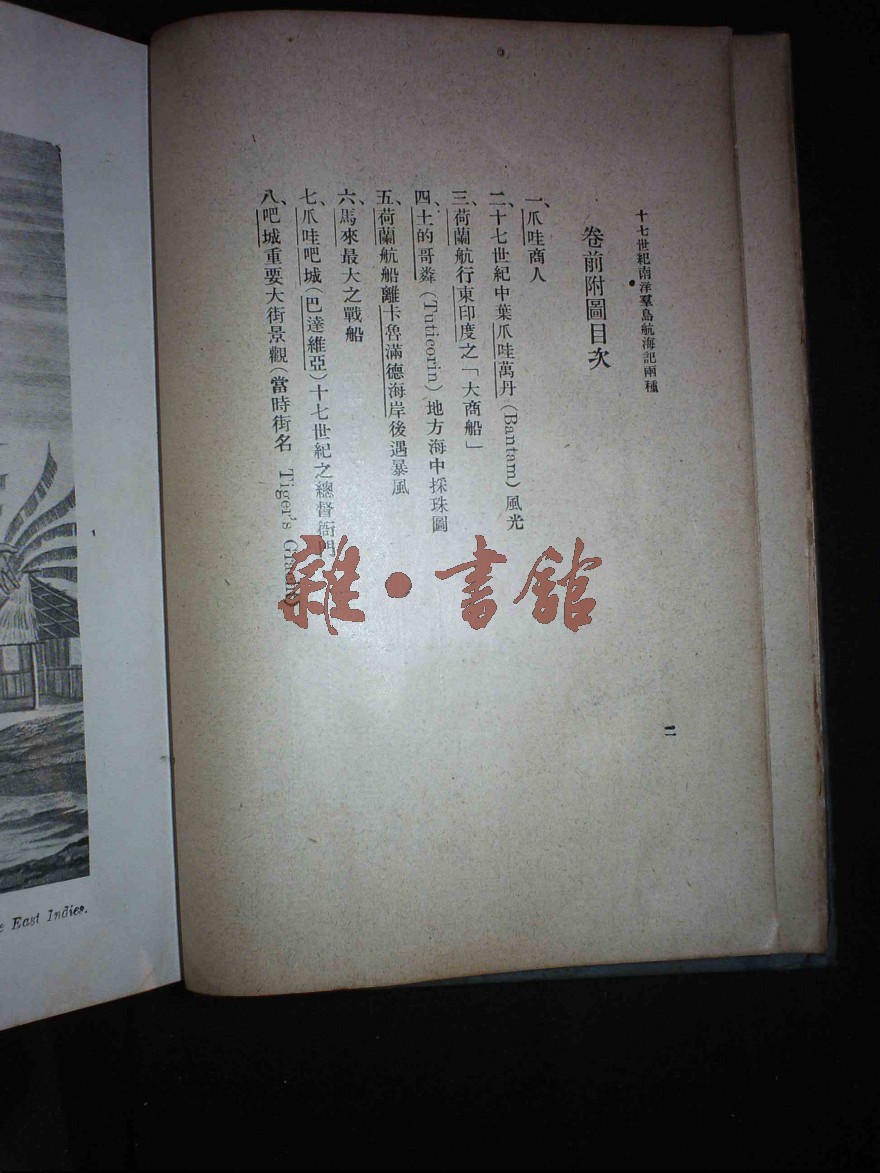 十七世紀南洋羣島航海記兩種
卷前附圖目次
一、爪哇商人
二、十七世紀中葉爪哇萬丹(Bantam)風光
三、荷蘭航行東印度之「大商船」
四、土的哥粦(Tuticorin)地方海中採珠圖
五、荷蘭航船離卡魯滿德海岸後遇暴風
六、馬來最大之戰船
七、爪哇吧城(巴達維亞)十七世紀之總督衙門
八、吧城重要大街景觀(當時街名 Tiger's
二
East Indies.
雜·書館